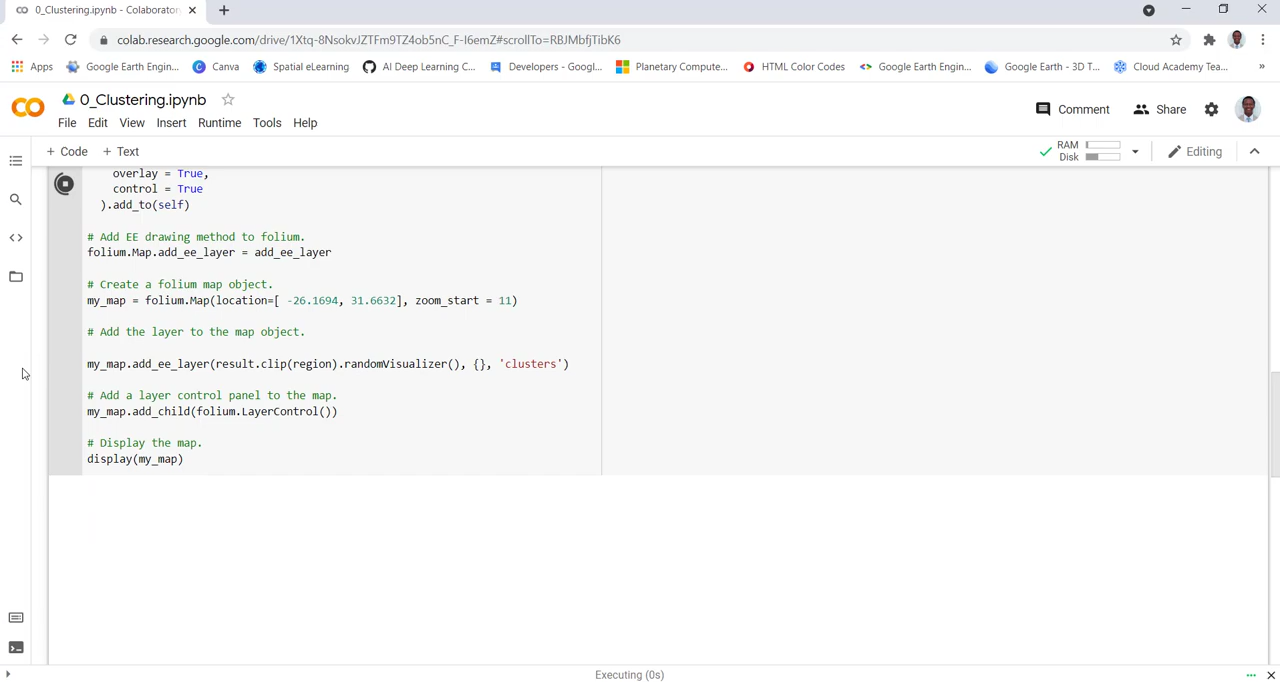 0_Clustering.ipynb - Colaborator
colab.research.google.com/drive/1Xtq-8NsokvJZTFm9TZ4ob5nC_F-I6emZ#scrollTo=RBJMbfjTibK6
Apps Google Earth Engin... Canva Spatial eLearning AI Deep Learning C... Developers - Googl... Planetary Compute... HTML Color Codes Google Earth Engin... Google Earth - 3D T... Cloud Academy Tea... »
CO 0_Clustering.ipynb
Comment Share
File Edit View Insert Runtime Tools Help
+ Code + Text
RAM
Disk
Editing
overlay = True,
control = True
).add_to(self)
# Add EE drawing method to folium.
folium.Map.add_ee_layer = add_ee_layer
# Create a folium map object.
my_map = folium.Map(location=[ -26.1694, 31.6632], zoom_start = 11)
# Add the layer to the map object.
my_map.add_ee_layer(result.clip(region).randomVisualizer(), {}, 'clusters')
# Add a layer control panel to the map.
my_map.add_child(folium.LayerControl())
# Display the map.
display(my_map)
Executing (0s)